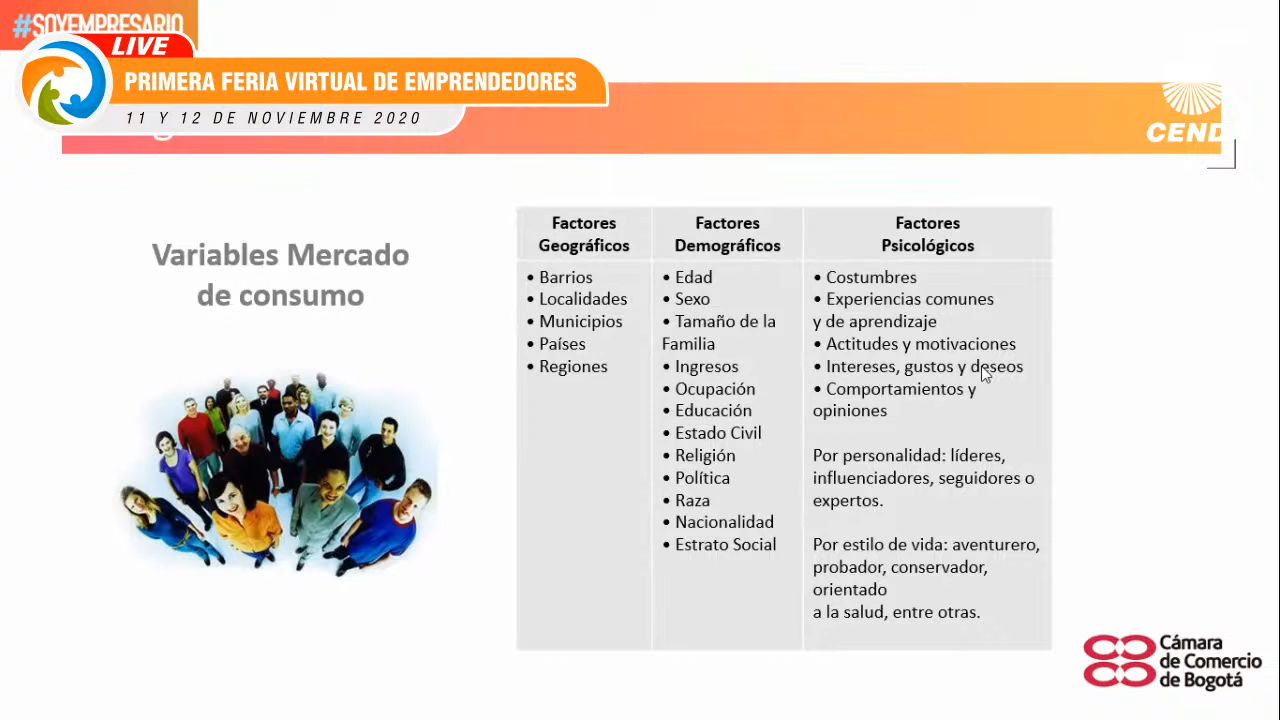 #SOYEMPRESARIO
LIVE
PRIMERA FERIA VIRTUAL DE EMPRENDEDORES
11 Y 12 DE NOVIEMBRE 2020
CEND
Variables Mercado
de consumo
Factores
Geográficos
• Barrios
• Localidades
• Municipios
• Países
• Regiones
Factores
Demográficos
• Edad
• Sexo
• Tamaño de la
Familia
• Ingresos
• Ocupación
• Educación
• Estado Civil
• Religión
• Política
• Raza
• Nacionalidad
• Estrato Social
Factores
Psicológicos
• Costumbres
• Experiencias comunes
y de aprendizaje
• Actitudes y motivaciones
• Intereses, gustos y deseos
• Comportamientos y
opiniones
Por personalidad: líderes,
influenciadores, seguidores o
expertos.
Por estilo de vida: aventurero,
probador, conservador,
orientado
a la salud, entre otras.
Cámara
de Comercio
de Bogotá